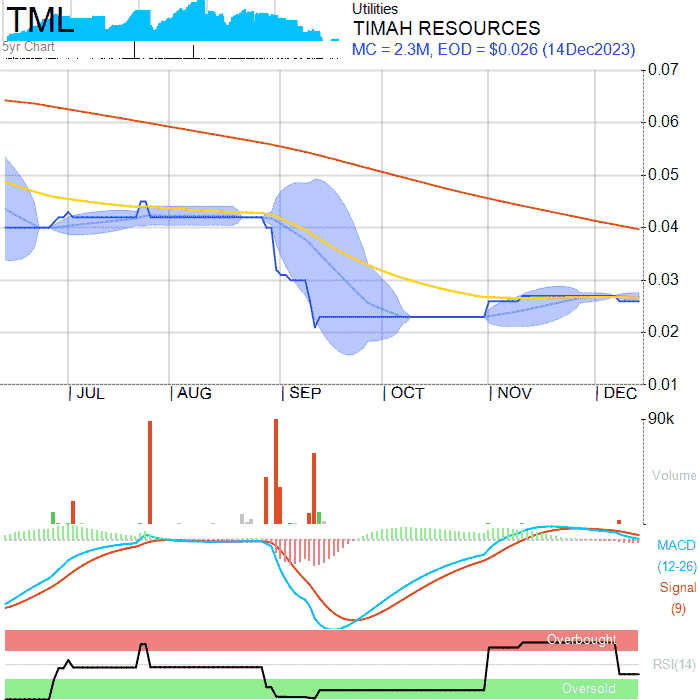 TML
Utilities
TIMAH RESOURCES
5yr Chart
MC = 2.3M, EOD = $0.026 (14Dec2023)
0.07
0.06
0.05
0.04
0.03
0.02
0.01
JUL AUG SEP OCT NOV DEC
90k
Volume
MACD
(12-26)
Signal
(9)
Overbought
RSI(14)
Oversold